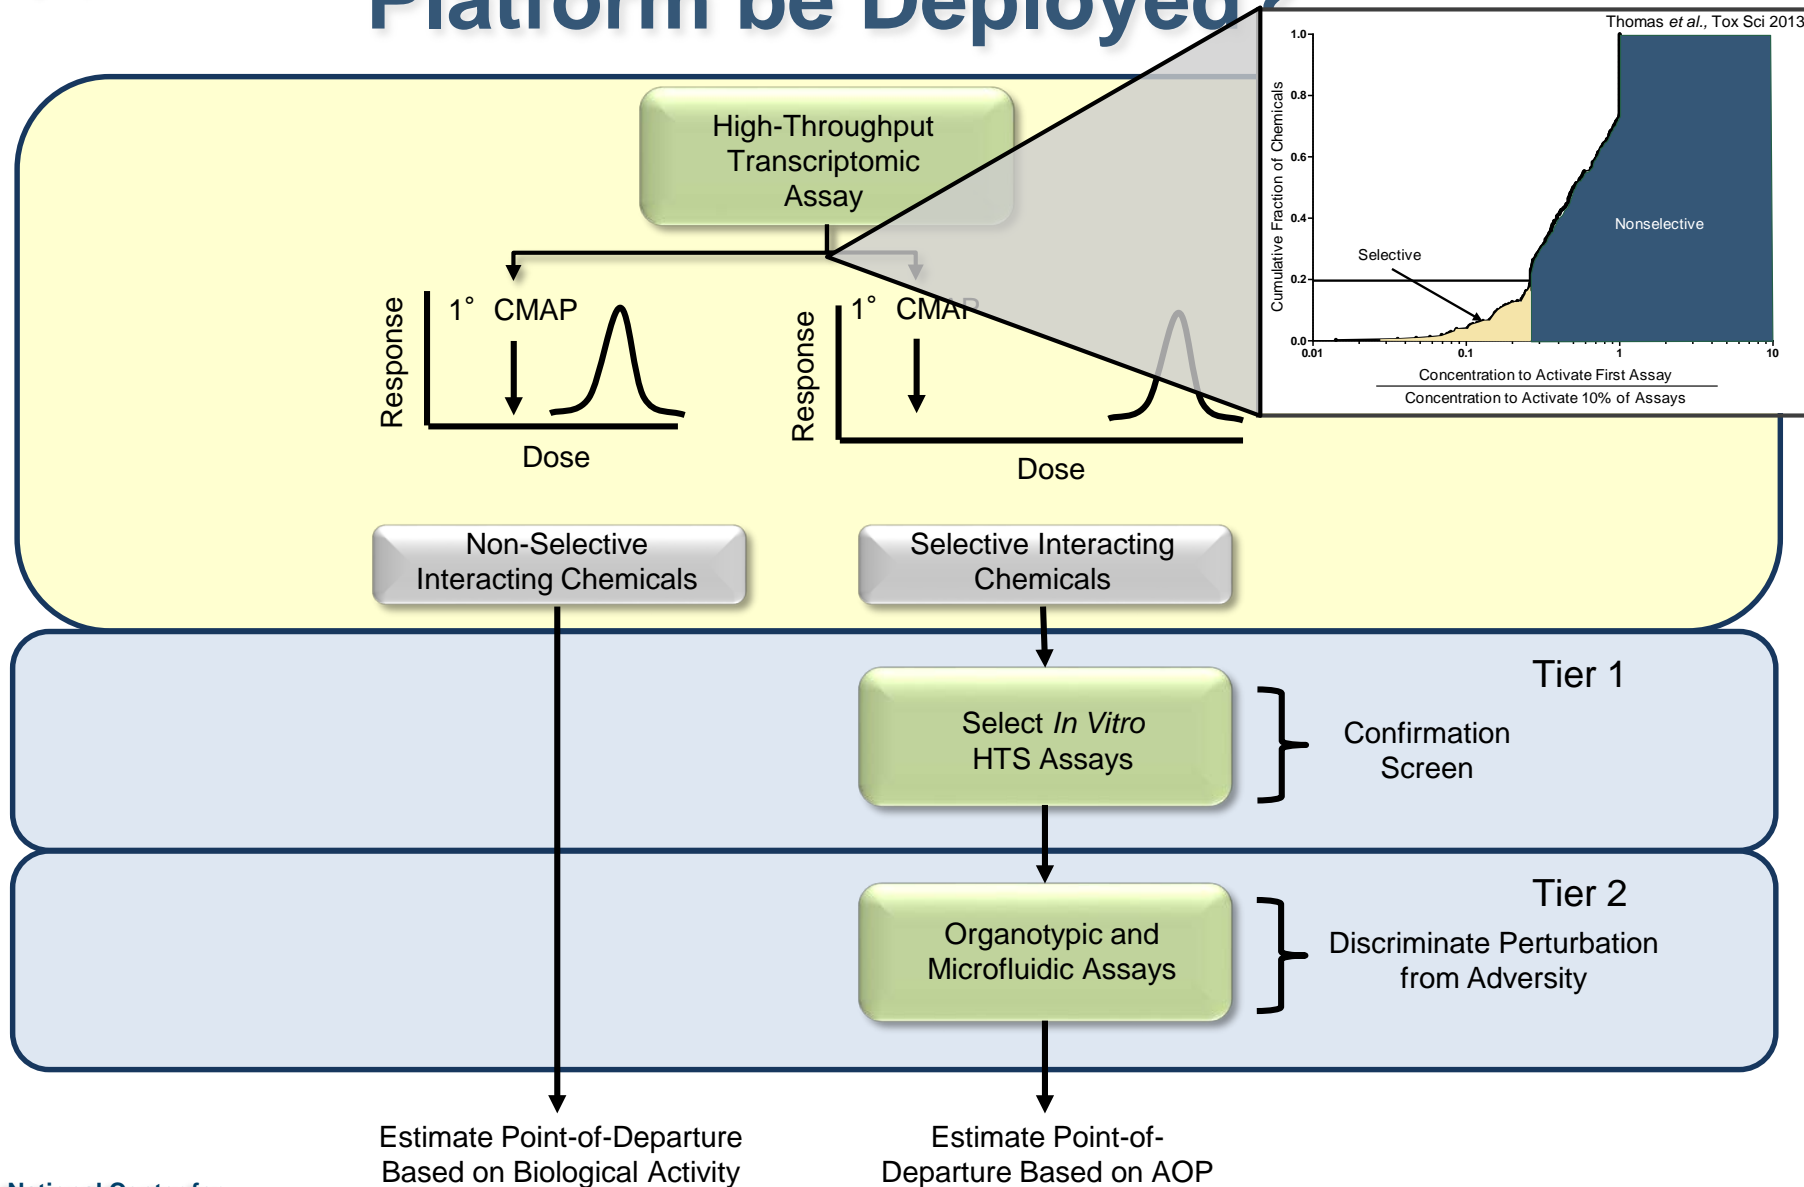 Platform be Deployed?
Thomas et al., Tox Sci 2013
High-Throughput
Transcriptomic
Assay
Cumulative Fraction of Chemicals
1.0
0.8
0.6
0.4
0.2
0.0
Selective
Nonselective
0.01
0.1
1
10
Concentration to Activate First Assay
Concentration to Activate 10% of Assays
Response
1° CMAP
Dose
Response
1° CMAP
Dose
Non-Selective
Interacting Chemicals
Selective Interacting
Chemicals
Tier 1
Select In Vitro
HTS Assays
Confirmation
Screen
Tier 2
Organotypic and
Microfluidic Assays
Discriminate Perturbation
from Adversity
Estimate Point-of-Departure
Based on Biological Activity
Estimate Point-of-
Departure Based on AOP
National Center f